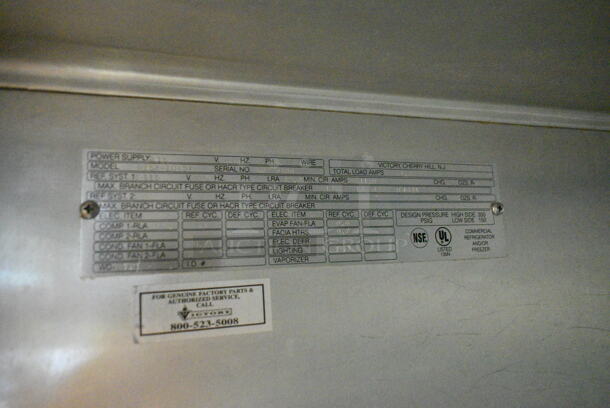 POWER SUPPLY: V. HZ. PH. WIRE VICTORY, CHERRY HILL, N.J.
MODEL SERIAL NO. TOTAL LOAD AMPS
REF. SYST 1: V. HZ. PH. LRA. MIN. CIR. AMPS CHG. OZS. R-
MAX. BRANCH CIRCUIT FUSE OR HACR TYPE CIRCUIT BREAKER
REF. SYST 2: V. HZ. PH. LRA. MIN. CIR. AMPS CHG. OZS. R-
MAX. BRANCH CIRCUIT FUSE OR HACR TYPE CIRCUIT BREAKER
ELEC. ITEM REF. CYC. DEF. CYC. ELEC. ITEM REF. CYC. DEF. CYC. DESIGN PRESSURE HIGH SIDE 300
COMP 1-RLA EVAP FAN-FLA PSIG LOW SIDE 150
COMP 2-RLA FACIA HTRS.
COND. FAN 1-FLA ELEC. DEFR.
COND. FAN 2-FLA LIGHTING
WO- I.D. # VAPORIZER
NSF
UL
LISTED
COMMERCIAL
REFRIGERATOR
AND/OR
FREEZER
AUCTION GROUP
FOR GENUINE FACTORY PARTS &
AUTHORIZED SERVICE,
CALL
VICTORY
800-523-5008